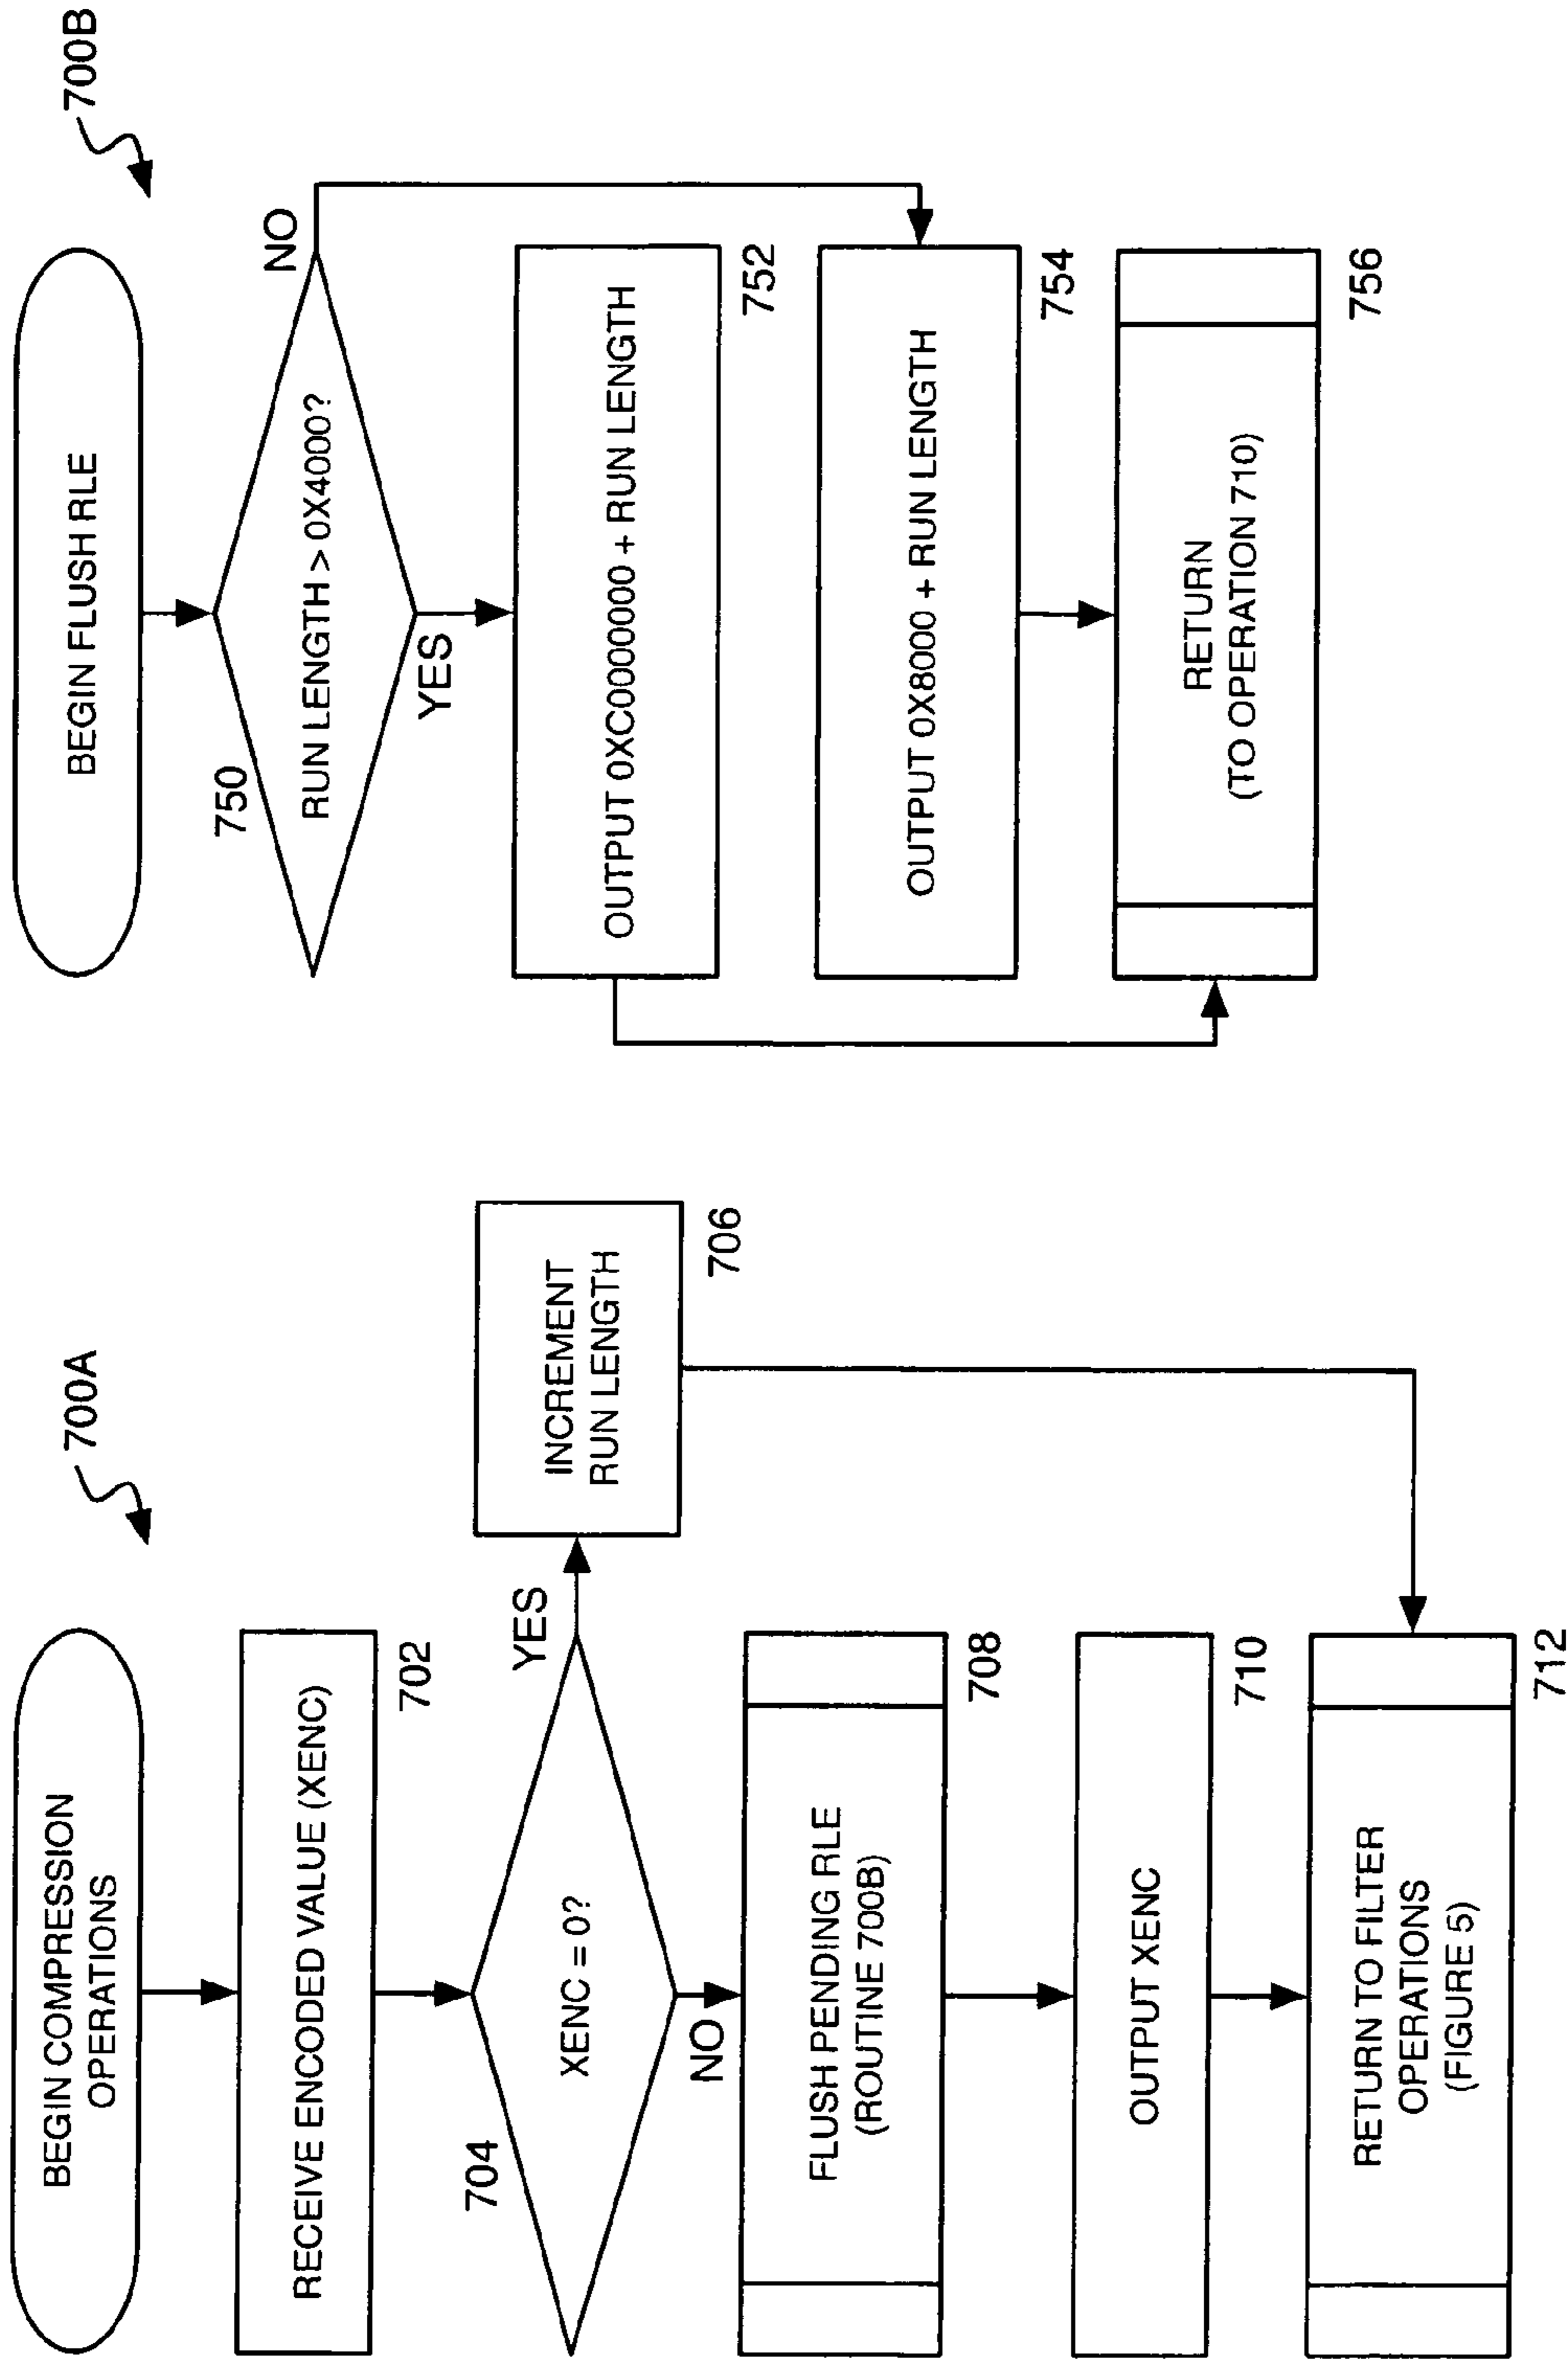 700A
BEGIN COMPRESSION
OPERATIONS
RECEIVE ENCODED VALUE (XENC)
702
704
XENC = 0?
YES
NO
INCREMENT
RUN LENGTH
706
FLUSH PENDING RLE
(ROUTINE 700B)
708
OUTPUT XENC
710
RETURN TO FILTER
OPERATIONS
(FIGURE 5)
712
700B
BEGIN FLUSH RLE
750
RUN LENGTH > 0X4000?
NO
YES
OUTPUT 0XC0000000 + RUN LENGTH
752
OUTPUT 0X8000 + RUN LENGTH
754
RETURN
(TO OPERATION 710)
756